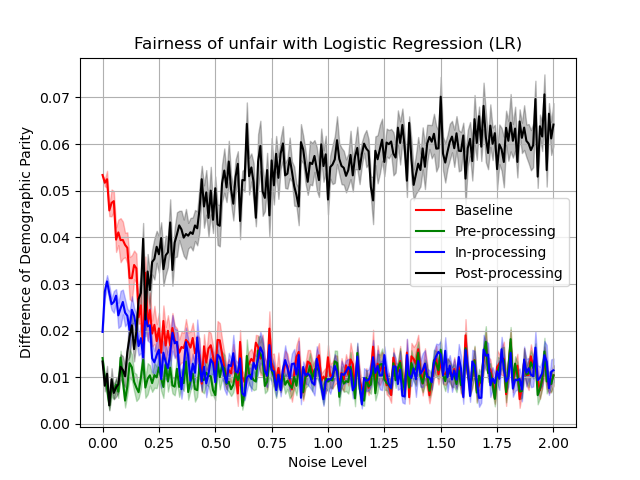 Fairness of unfair with Logistic Regression (LR)
Difference of Demographic Parity
0.07
0.06
0.05
0.04
0.03
0.02
0.01
0.00
Baseline
Pre-processing
In-processing
Post-processing
0.00 0.25 0.50 0.75 1.00 1.25 1.50 1.75 2.00
Noise Level